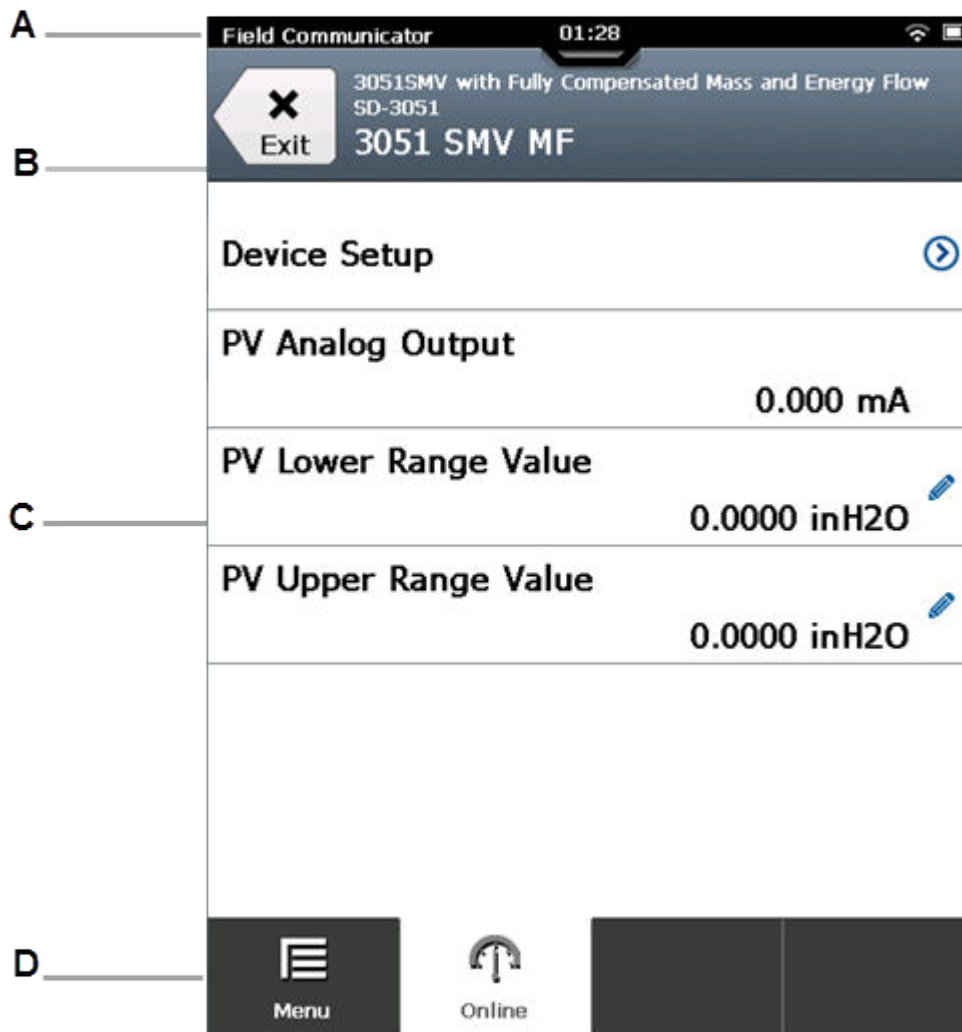 A
Field Communicator 01:28
3051SMV with Fully Compensated Mass and Energy Flow
SD-3051
Exit 3051 SMV MF
B
Device Setup
PV Analog Output
0.000 mA
PV Lower Range Value
0.0000 inH2O
C
PV Upper Range Value
0.0000 inH2O
D
Menu Online